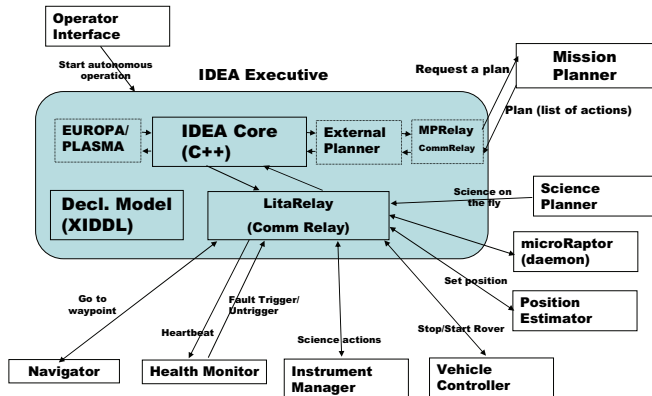 Operator
Interface
Start autonomous
operation
IDEA Executive
Request a plan
Mission
Planner
Plan (list of actions)
EUROPA/
PLASMA
IDEA Core
(C++)
External
Planner
MPRelay
CommRelay
Decl. Model
(XIDDL)
LitaRelay
(Comm Relay)
Science on
the fly
Science
Planner
microRaptor
(daemon)
Set position
Position
Estimator
Go to
waypoint
Fault Trigger/
Untrigger
Heartbeat
Science actions
Stop/Start Rover
Navigator
Health Monitor
Instrument
Manager
Vehicle
Controller